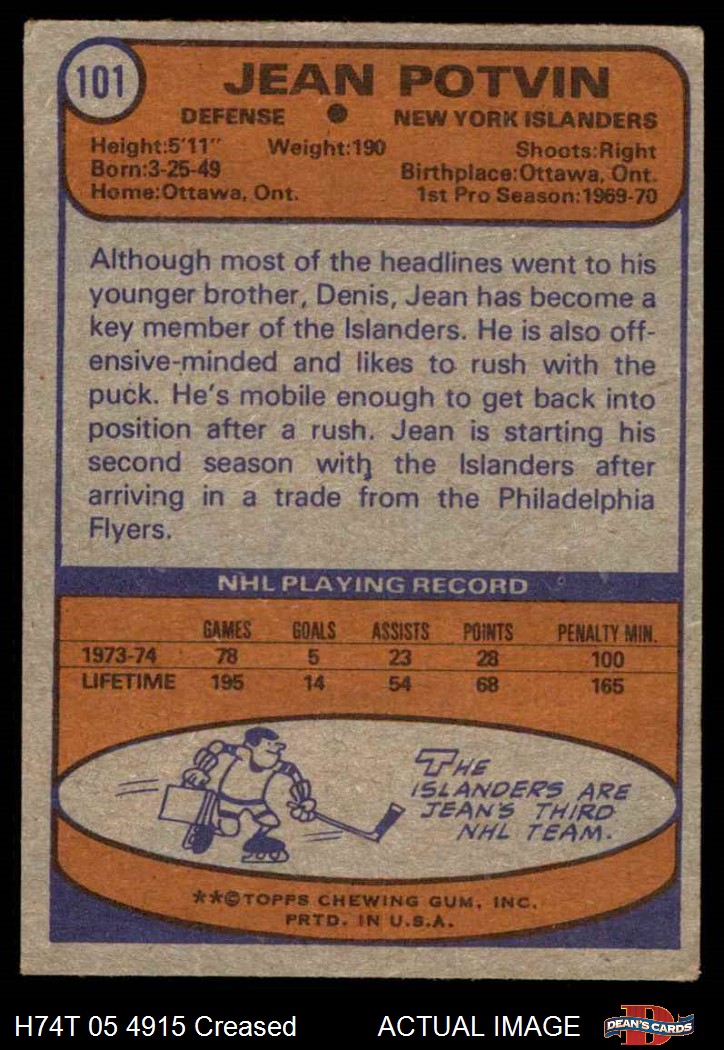 101
JEAN POTVIN
DEFENSE ● NEW YORK ISLANDERS
Height:5'11" Weight:190 Shoots:Right
Born:3-25-49 Birthplace:Ottawa, Ont.
Home:Ottawa, Ont. 1st Pro Season:1969-70
Although most of the headlines went to his
younger brother, Denis, Jean has become a
key member of the Islanders. He is also off-
ensive-minded and likes to rush with the
puck. He's mobile enough to get back into
position after a rush. Jean is starting his
second season with the Islanders after
arriving in a trade from the Philadelphia
Flyers.
NHL PLAYING RECORD
GAMES GOALS ASSISTS POINTS PENALTY MIN.
1973-74 78 5 23 28 100
LIFETIME 195 14 54 68 165
THE
ISLANDERS ARE
JEAN'S THIRD
NHL TEAM.
**©TOPPS CHEWING GUM, INC.
PRTD. IN U.S.A.
H74T 05 4915 Creased ACTUAL IMAGE
D
DEAN'S CARDS